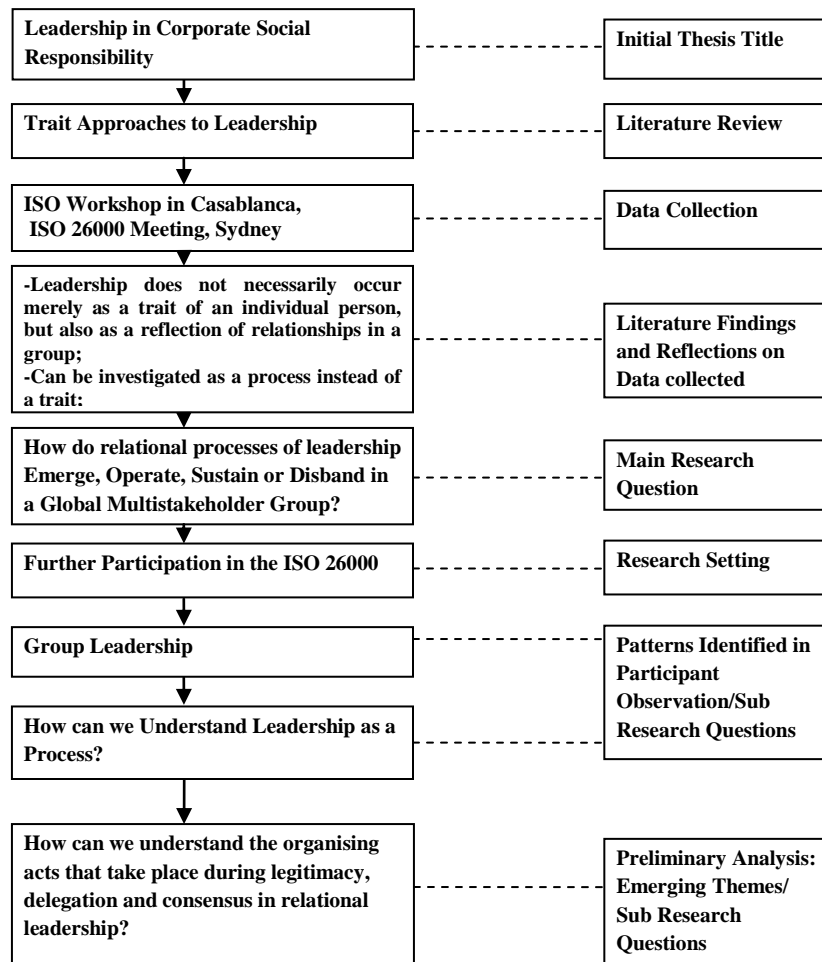 Leadership in Corporate Social
Responsibility
Initial Thesis Title
Trait Approaches to Leadership
Literature Review
ISO Workshop in Casablanca,
ISO 26000 Meeting, Sydney
Data Collection
-Leadership does not necessarily occur
merely as a trait of an individual person,
but also as a reflection of relationships in a
group;
-Can be investigated as a process instead of
a trait;
Literature Findings
and Reflections on
Data collected
How do relational processes of leadership
Emerge, Operate, Sustain or Disband in
a Global Multistakeholder Group?
Main Research
Question
Further Participation in the ISO 26000
Research Setting
Group Leadership
Patterns Identified in
Participant
Observation/Sub
Research Questions
How can we Understand Leadership as a
Process?
How can we understand the organising
acts that take place during legitimacy,
delegation and consensus in relational
leadership?
Preliminary Analysis:
Emerging Themes/
Sub Research
Questions